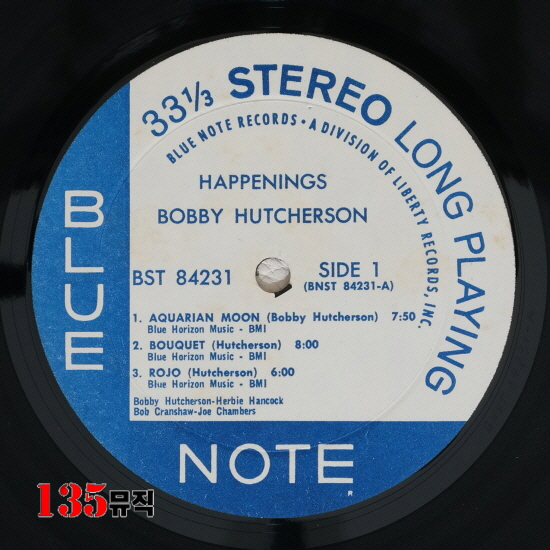 33 1/3 STEREO LONG PLAYING
BLUE NOTE RECORDS • A DIVISION OF LIBERTY RECORDS, INC.
HAPPENINGS
BOBBY HUTCHERSON
BST 84231
SIDE 1
(BNST 84231-A)
1. AQUARIAN MOON (Bobby Hutcherson) 7:50
Blue Horizon Music - BMI
2. BOUQUET (Hutcherson) 8:00
Blue Horizon Music - BMI
3. ROJO (Hutcherson) 6:00
Blue Horizon Music - BMI
Bobby Hutcherson-Herbie Hancock
Bob Cranshaw-Joe Chambers
BLUE
NOTE
R
135뮤직